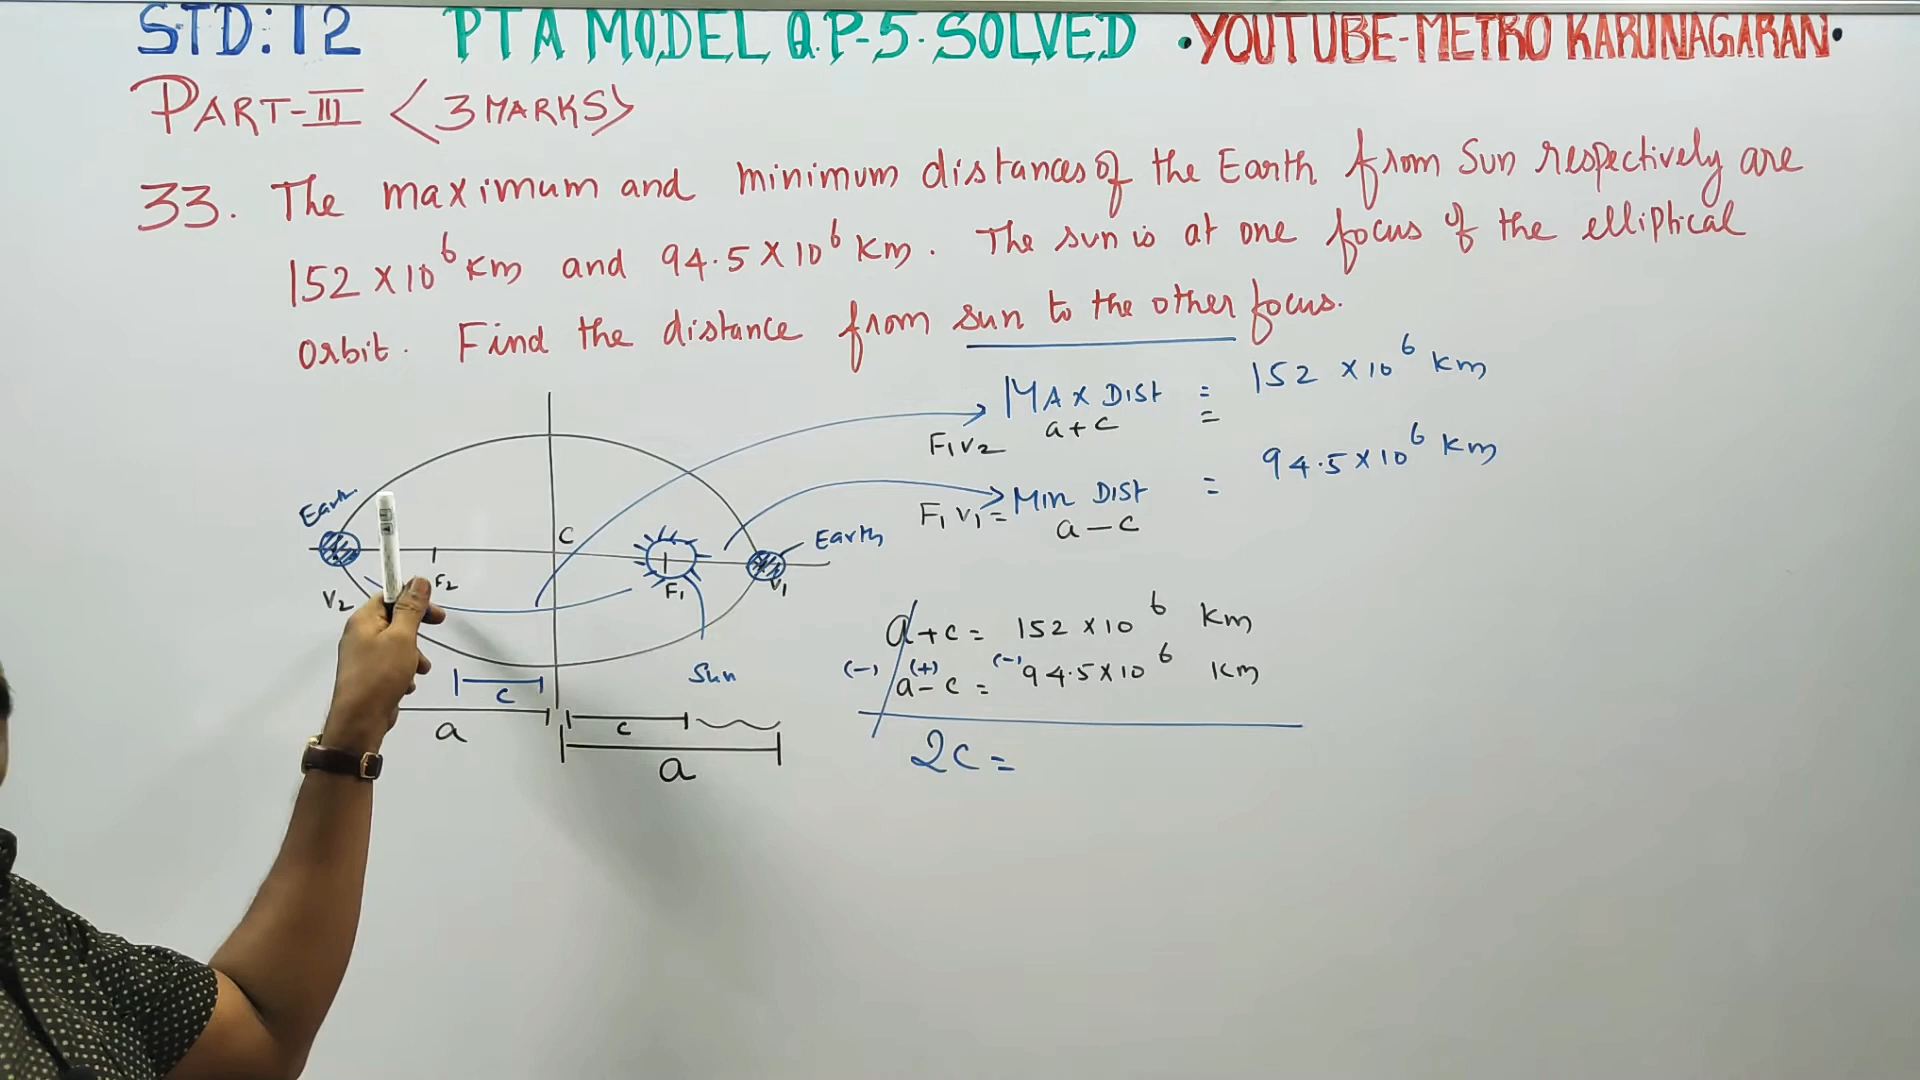 STD: 12 PTA MODEL Q.P-5. SOLVED • YOUTUBE-METRO KARUNAGARAN •
PART-III <3 MARKS>
33. The maximum and minimum distances of the Earth from Sun respectively are
152 × 10⁶ km and 94.5 × 10⁶ km. The sun is at one focus of the elliptical
orbit. Find the distance from sun to the other focus.
MAX DIST = 152 × 10⁶ km
F₁V₂ a+c =
Min Dist = 94.5 × 10⁶ km
F₁V₁ = a – c
Earth
C
Earth
V₂
F₂
F₁
V₁
Sun
c
a
c
a
a+c = 152 × 10⁶ km
(–) (+) (–)
a – c = 94.5 × 10⁶ km
2c =